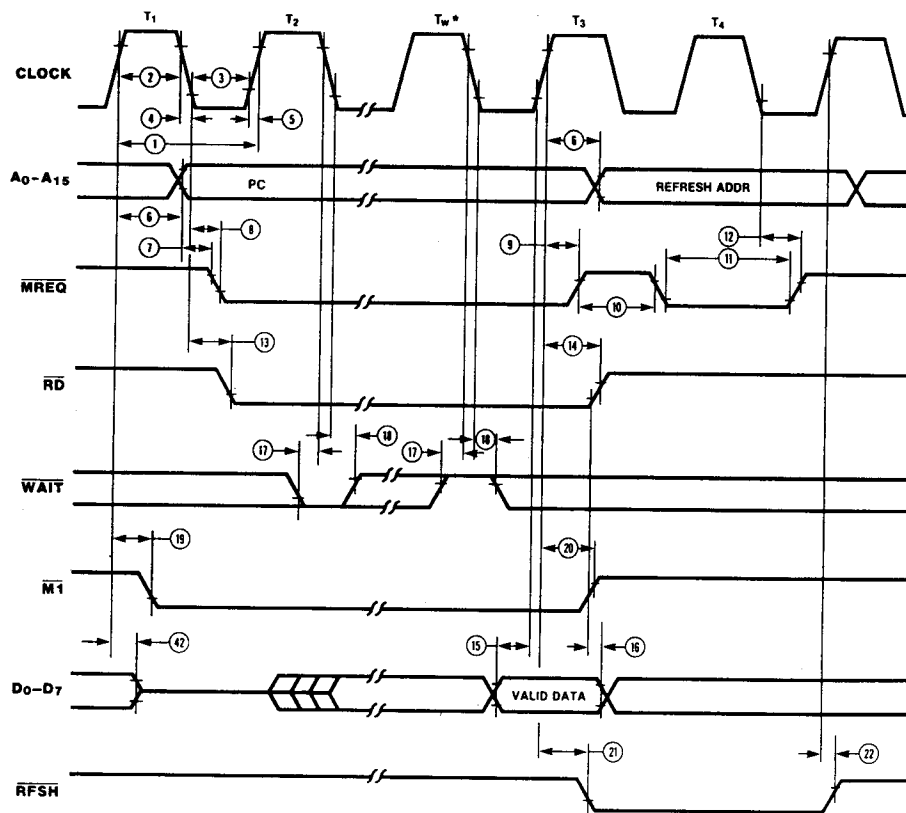 T1 T2 Tw* T3 T4
CLOCK
2 3
4 5
1 6
A0–A15 PC REFRESH ADDR
6 8
7 9 12
11
MREQ 10
13 14
RD
17 18 17 18
WAIT
19 20
M1
42 15 16
D0–D7 VALID DATA
21 22
RFSH